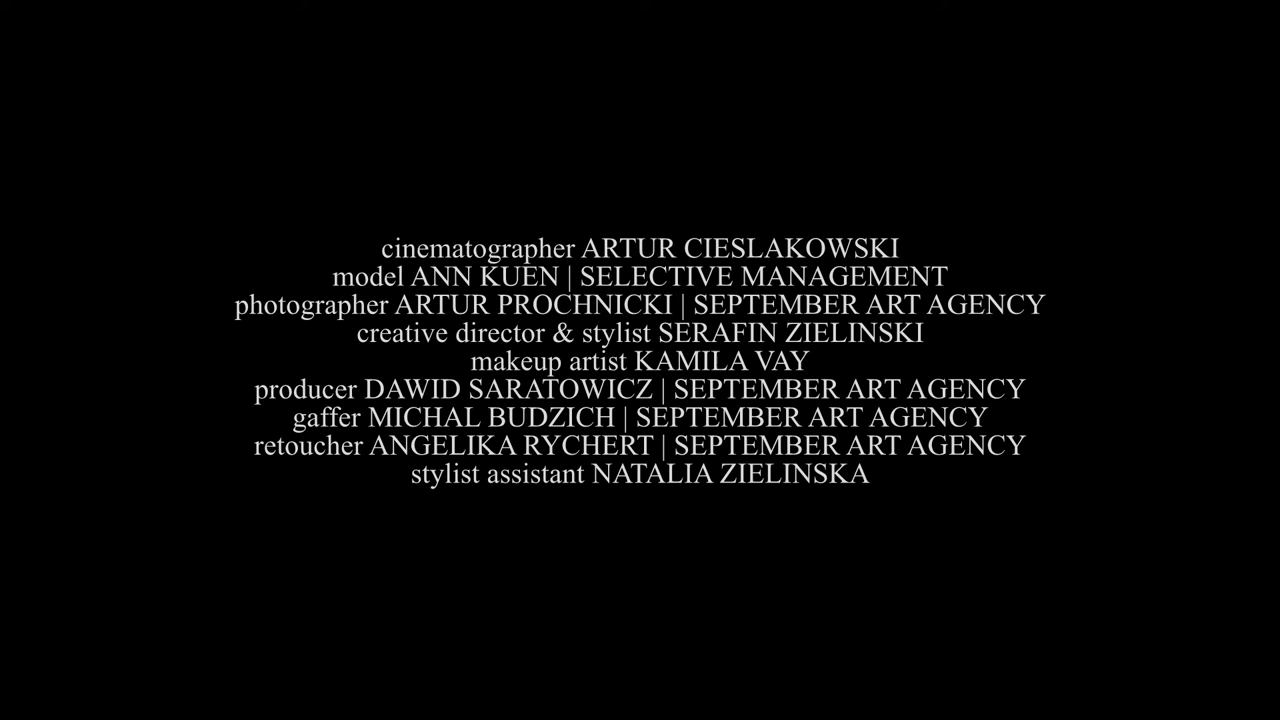 cinematographer ARTUR CIESLAKOWSKI
model ANN KUEN | SELECTIVE MANAGEMENT
photographer ARTUR PROCHNICKI | SEPTEMBER ART AGENCY
creative director & stylist SERAFIN ZIELINSKI
makeup artist KAMILA VAY
producer DAWID SARATOWICZ | SEPTEMBER ART AGENCY
gaffer MICHAL BUDZICH | SEPTEMBER ART AGENCY
retoucher ANGELIKA RYCHERT | SEPTEMBER ART AGENCY
stylist assistant NATALIA ZIELINSKA